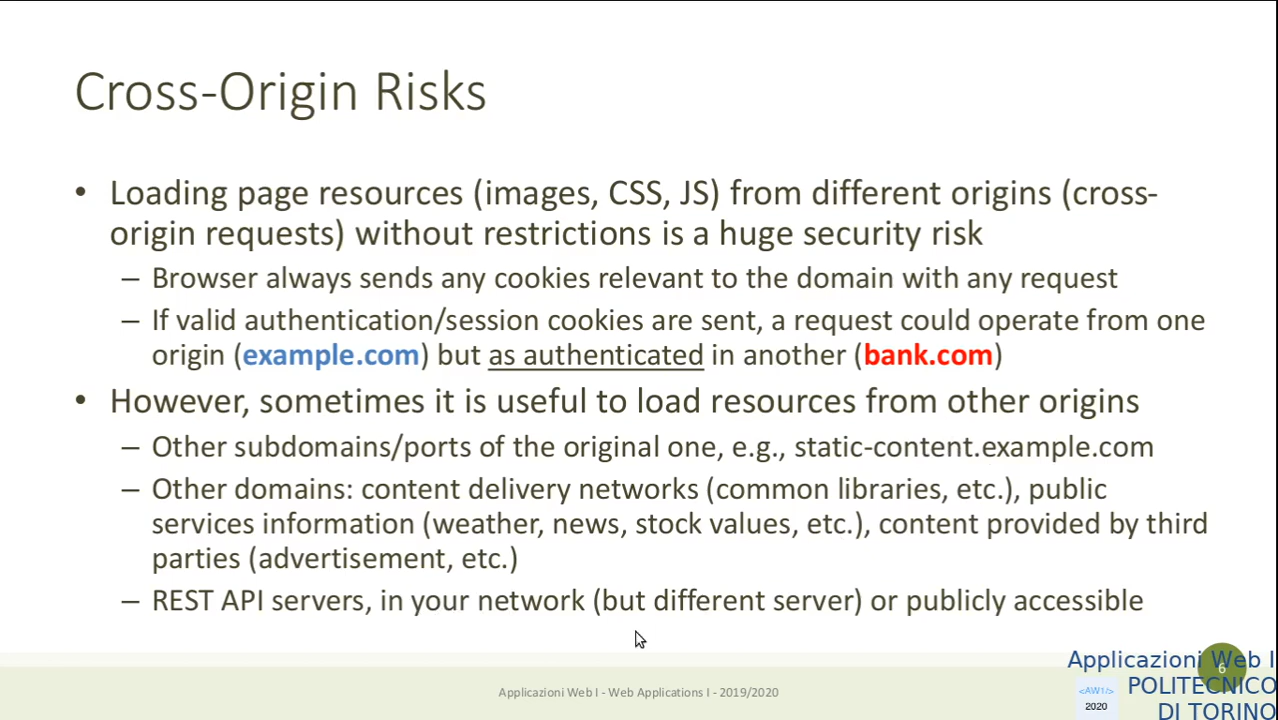 Cross-Origin Risks
• Loading page resources (images, CSS, JS) from different origins (cross-
origin requests) without restrictions is a huge security risk
– Browser always sends any cookies relevant to the domain with any request
– If valid authentication/session cookies are sent, a request could operate from one
origin (example.com) but as authenticated in another (bank.com)
• However, sometimes it is useful to load resources from other origins
– Other subdomains/ports of the original one, e.g., static-content.example.com
– Other domains: content delivery networks (common libraries, etc.), public
services information (weather, news, stock values, etc.), content provided by third
parties (advertisement, etc.)
– REST API servers, in your network (but different server) or publicly accessible
Applicazioni Web I - Web Applications I - 2019/2020
6
Applicazioni Web I
POLITECNICO
DI TORINO
<AW1/>
2020